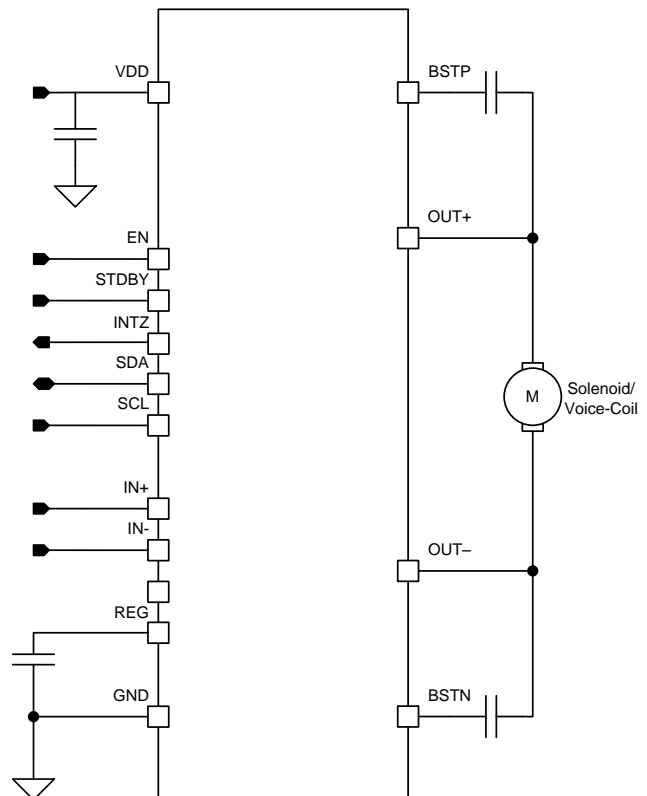 VDD
BSTP
OUT+
EN
STDBY
INTZ
SDA
SCL
M
Solenoid/
Voice-Coil
IN+
IN-
OUT–
REG
GND
BSTN